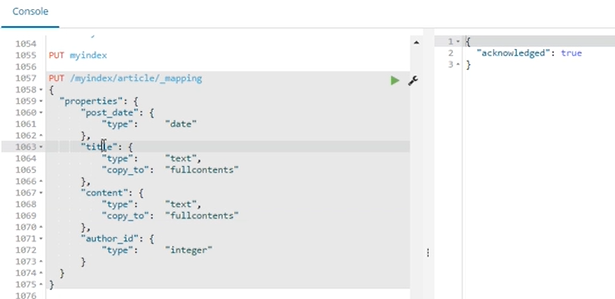 Console
1054
1055 PUT myindex
1056
1057 PUT /myindex/article/_mapping
1058 {
1059 "properties": {
1060 "post_date": {
1061 "type": "date"
1062 },
1063 "title": {
1064 "type": "text",
1065 "copy_to": "fullcontents"
1066 },
1067 "content": {
1068 "type": "text",
1069 "copy_to": "fullcontents"
1070 },
1071 "author_id": {
1072 "type": "integer"
1073 }
1074 }
1075 }
1076
1 {
2 "acknowledged": true
3 }